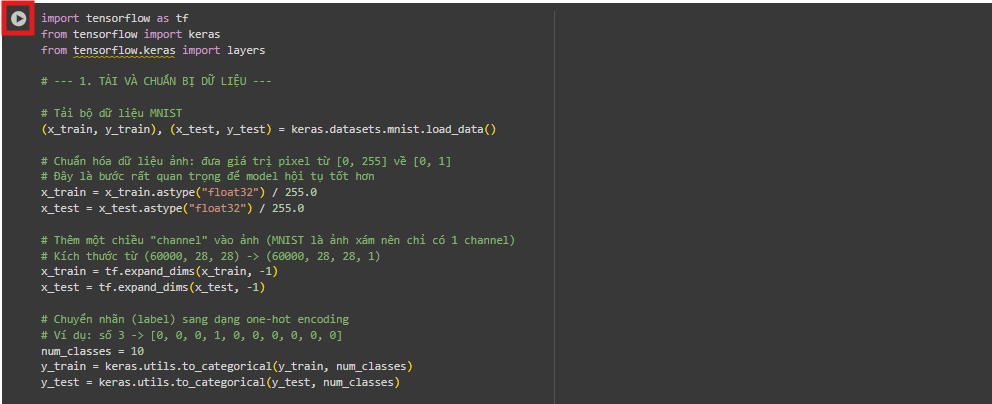 import tensorflow as tf
from tensorflow import keras
from tensorflow.keras import layers
# --- 1. TẢI VÀ CHUẨN BỊ DỮ LIỆU ---
# Tải bộ dữ liệu MNIST
(x_train, y_train), (x_test, y_test) = keras.datasets.mnist.load_data()
# Chuẩn hóa dữ liệu ảnh: đưa giá trị pixel từ [0, 255] về [0, 1]
# Đây là bước rất quan trọng để model hội tụ tốt hơn
x_train = x_train.astype("float32") / 255.0
x_test = x_test.astype("float32") / 255.0
# Thêm một chiều "channel" vào ảnh (MNIST là ảnh xám nên chỉ có 1 channel)
# Kích thước từ (60000, 28, 28) -> (60000, 28, 28, 1)
x_train = tf.expand_dims(x_train, -1)
x_test = tf.expand_dims(x_test, -1)
# Chuyển nhãn (label) sang dạng one-hot encoding
# Ví dụ: số 3 -> [0, 0, 0, 1, 0, 0, 0, 0, 0, 0]
num_classes = 10
y_train = keras.utils.to_categorical(y_train, num_classes)
y_test = keras.utils.to_categorical(y_test, num_classes)